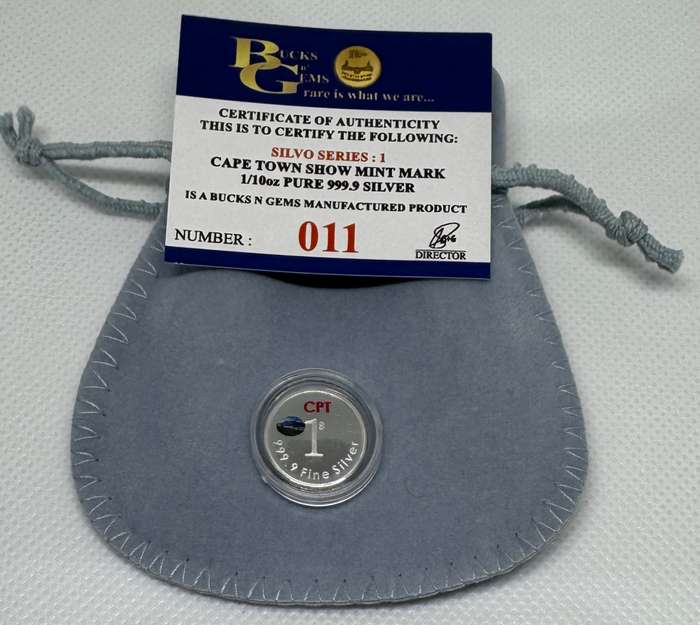 BUCKS
n'
GEMS
rare is what we are...
CERTIFICATE OF AUTHENTICITY
THIS IS TO CERTIFY THE FOLLOWING:
SILVO SERIES : 1
CAPE TOWN SHOW MINT MARK
1/10oz PURE 999.9 SILVER
IS A BUCKS N GEMS MANUFACTURED PRODUCT
NUMBER : 011
DIRECTOR
CPT
1
999.9 Fine Silver